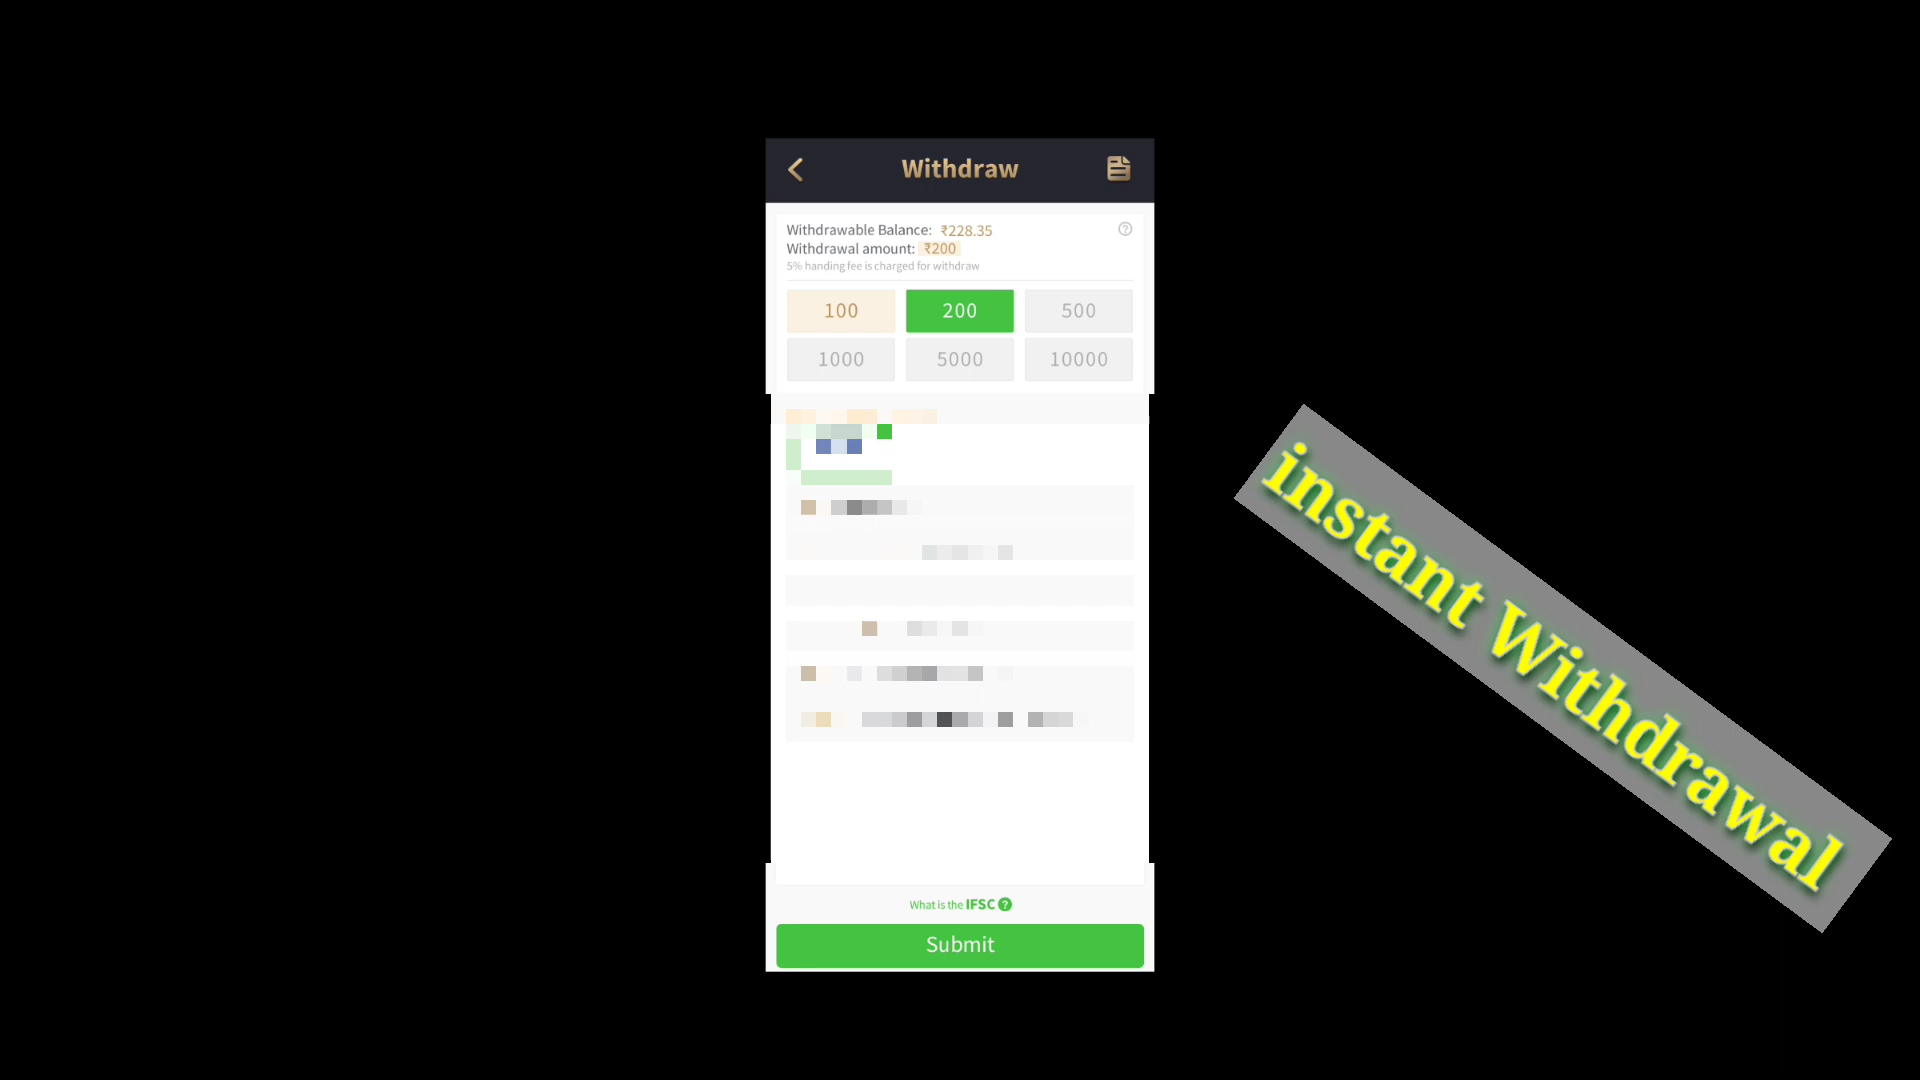 Withdraw
Withdrawable Balance: ₹228.35
Withdrawal amount: ₹200
5% handing fee is charged for withdraw
100 200 500
1000 5000 10000
instant Withdrawal
What is the IFSC ?
Submit